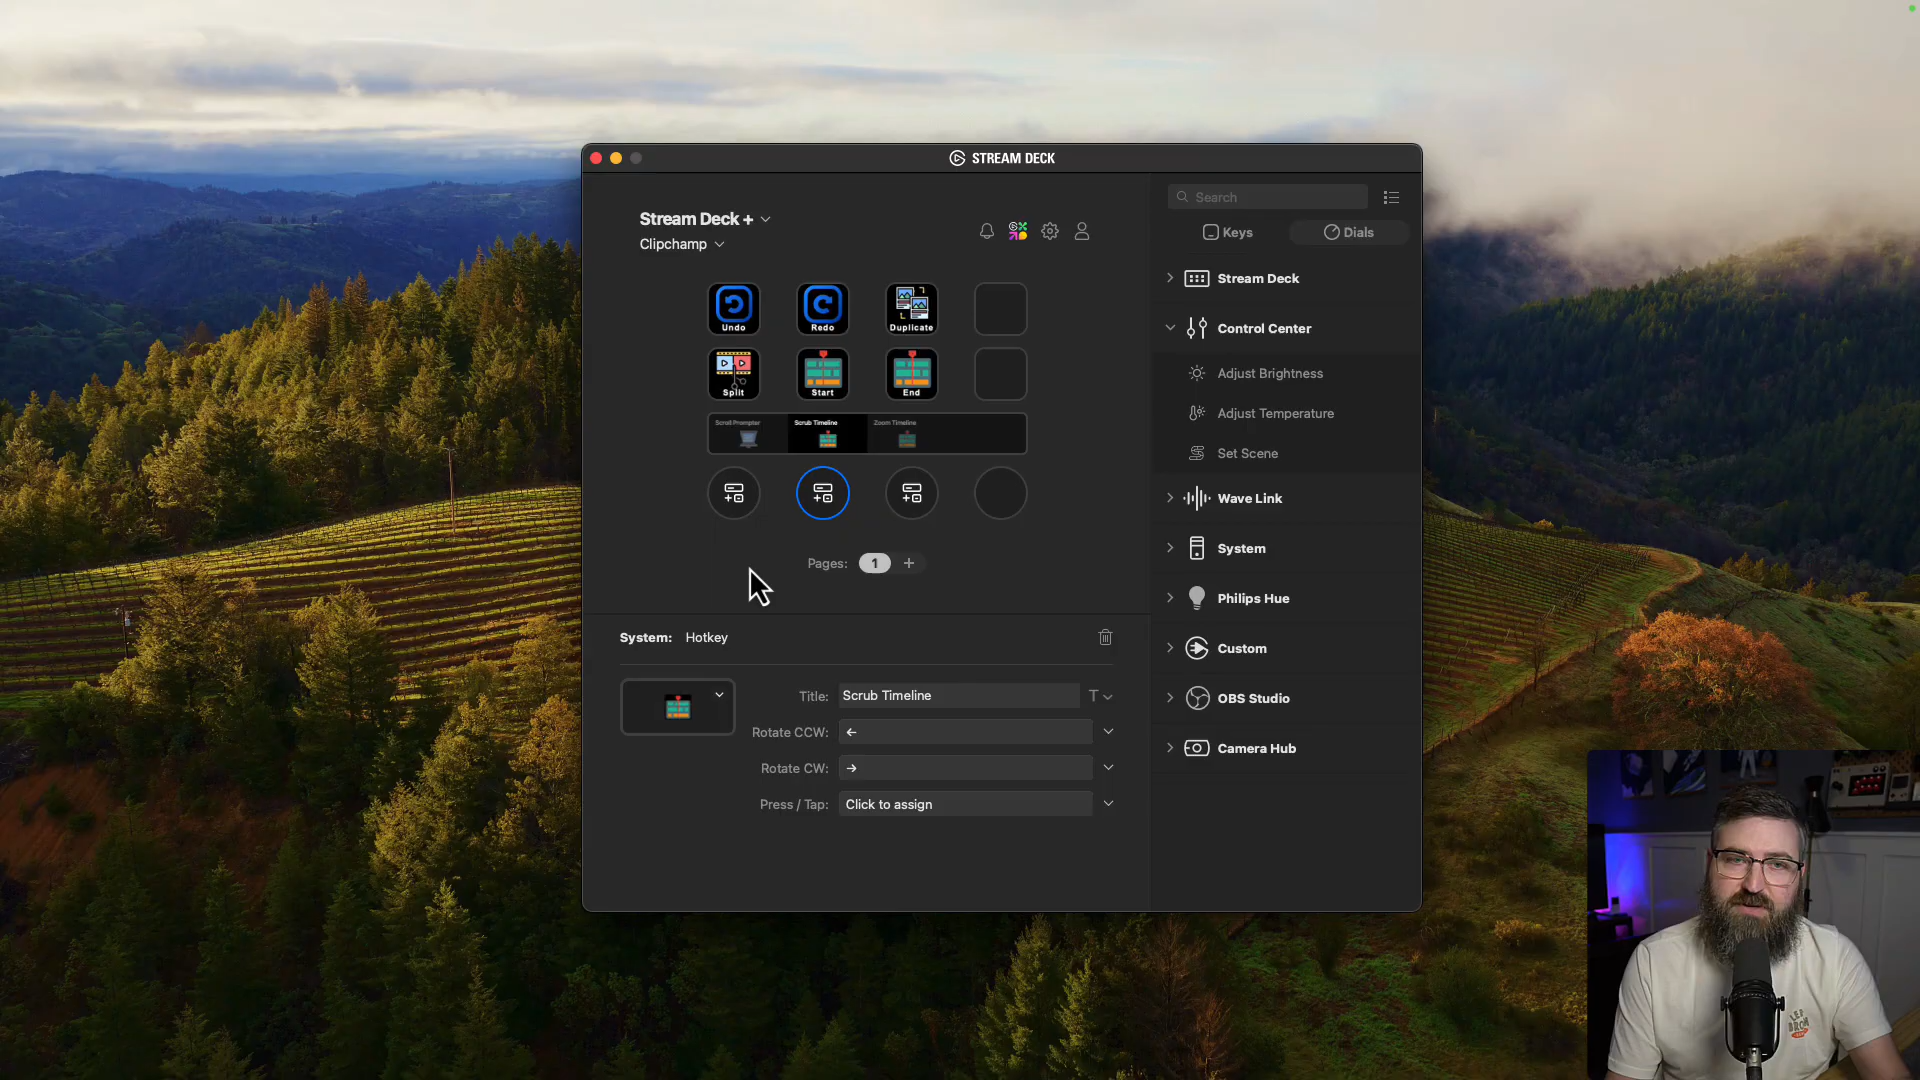 STREAM DECK
Stream Deck +
Clipchamp
Search
Keys
Dials
Undo
Redo
Duplicate
Split
Start
End
Scroll Prompter
Scrub Timeline
Zoom Timeline
Pages: 1 +
Stream Deck
Control Center
Adjust Brightness
Adjust Temperature
Set Scene
Wave Link
System
Philips Hue
Custom
OBS Studio
Camera Hub
System: Hotkey
Title: Scrub Timeline T
Rotate CCW: ←
Rotate CW: →
Press / Tap: Click to assign